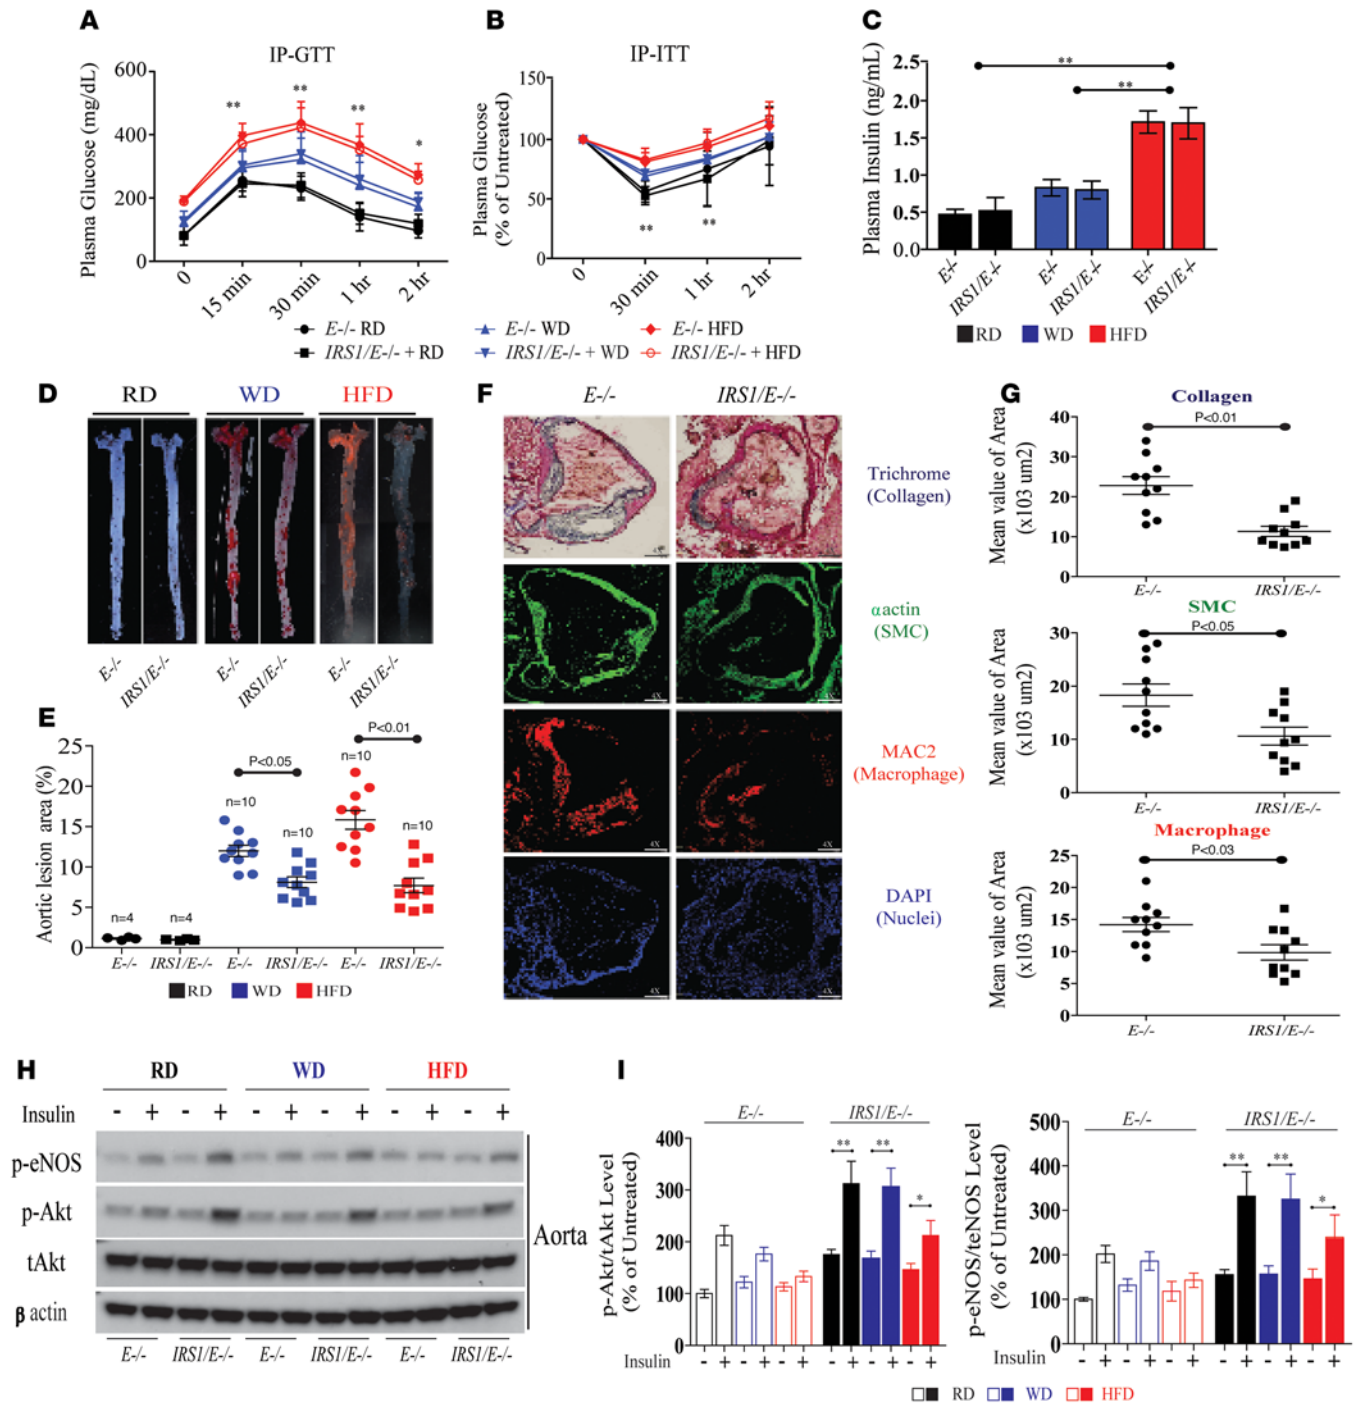 A
IP-GTT
Plasma Glucose (mg/dL)
600
400
200
0
0
15 min
30 min
1 hr
2 hr
**
**
**
*
B
IP-ITT
Plasma Glucose
(% of Untreated)
150
100
50
0
0
30 min
1 hr
2 hr
**
**
E-/- RD
E-/- WD
E-/- HFD
IRS1/E-/- + RD
IRS1/E-/- + WD
IRS1/E-/- + HFD
C
Plasma Insulin (ng/mL)
2.5
2.0
1.5
1.0
0.5
0.0
**
**
E-/-
IRS1/E-/-
E-/-
IRS1/E-/-
E-/-
IRS1/E-/-
RD
WD
HFD
D
RD
WD
HFD
E-/-
IRS1/E-/-
E-/-
IRS1/E-/-
E-/-
IRS1/E-/-
E
Aortic lesion area (%)
25
20
15
10
5
0
n=4
n=4
n=10
P<0.05
n=10
n=10
P<0.01
n=10
E-/-
IRS1/E-/-
E-/-
IRS1/E-/-
E-/-
IRS1/E-/-
RD
WD
HFD
F
E-/-
IRS1/E-/-
Trichrome
(Collagen)
αactin
(SMC)
4X
4X
MAC2
(Macrophage)
4X
4X
DAPI
(Nuclei)
4X
4X
G
Collagen
P<0.01
Mean value of Area
(x103 um2)
40
30
20
10
0
E-/-
IRS1/E-/-
SMC
P<0.05
Mean value of Area
(x103 um2)
30
20
10
0
E-/-
IRS1/E-/-
Macrophage
P<0.03
Mean value of Area
(x103 um2)
25
20
15
10
5
0
E-/-
IRS1/E-/-
H
RD
WD
HFD
Insulin
- + - + - + - + - + - +
p-eNOS
p-Akt
tAkt
β actin
Aorta
E-/-
IRS1/E-/-
E-/-
IRS1/E-/-
E-/-
IRS1/E-/-
I
E-/-
IRS1/E-/-
p-Akt/tAkt Level
(% of Untreated)
400
300
200
100
0
**
**
*
Insulin - + - + - + - + - + - +
E-/-
IRS1/E-/-
p-eNOS/teNOS Level
(% of Untreated)
500
400
300
200
100
0
**
**
*
Insulin - + - + - + - + - + - +
RD
WD
HFD